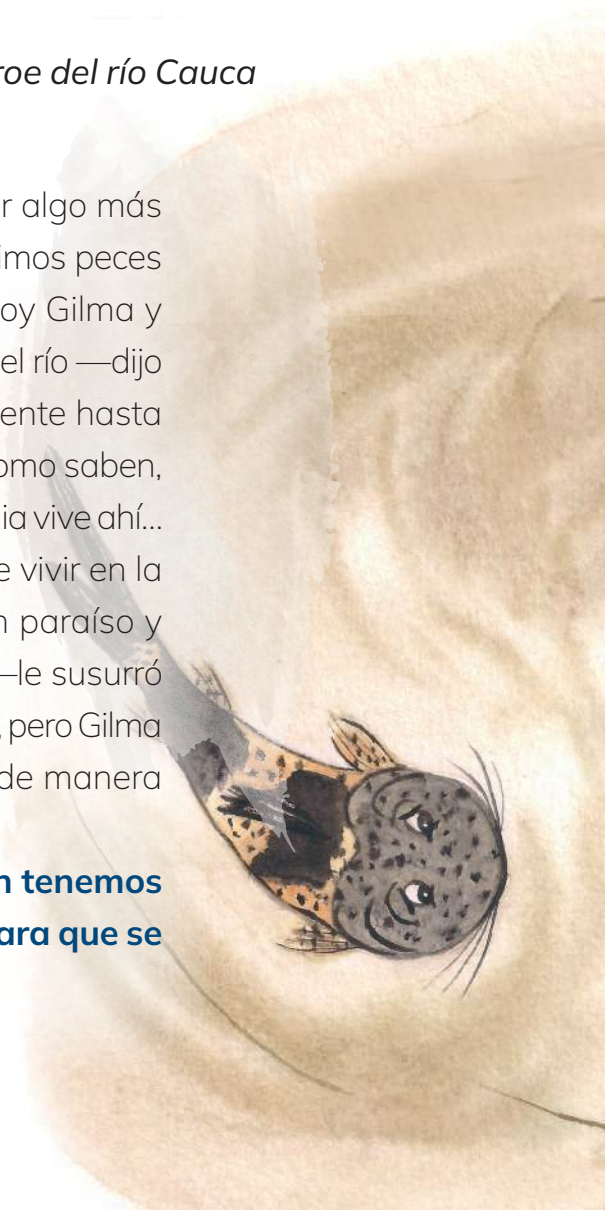 roe del río Cauca
r algo más
imos peces
oy Gilma y
el río —dijo
ente hasta
omo saben,
ia vive ahí...
e vivir en la
n paraíso y
—le susurró
, pero Gilma
de manera
n tenemos
ara que se